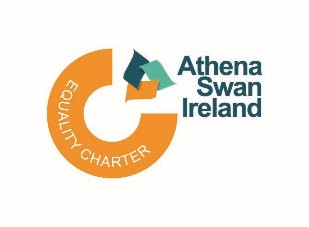 Athena
Swan
Ireland
EQUALITY CHARTER